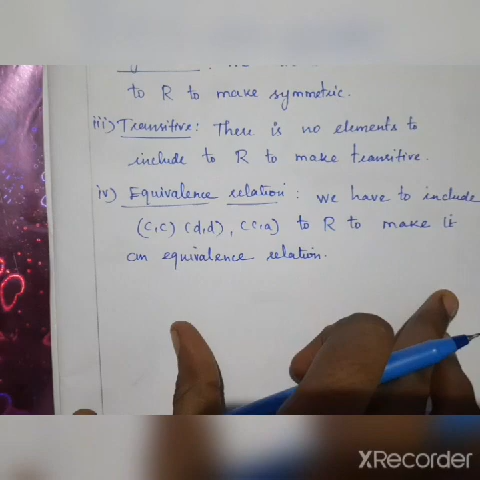 to R to make symmetric.
iii) Transitive : There is no elements to
include to R to make transitive.
iv) Equivalence relation : we have to include
(c,c) (d,d), (c,a) to R to make it
an equivalence relation.
XRecorder